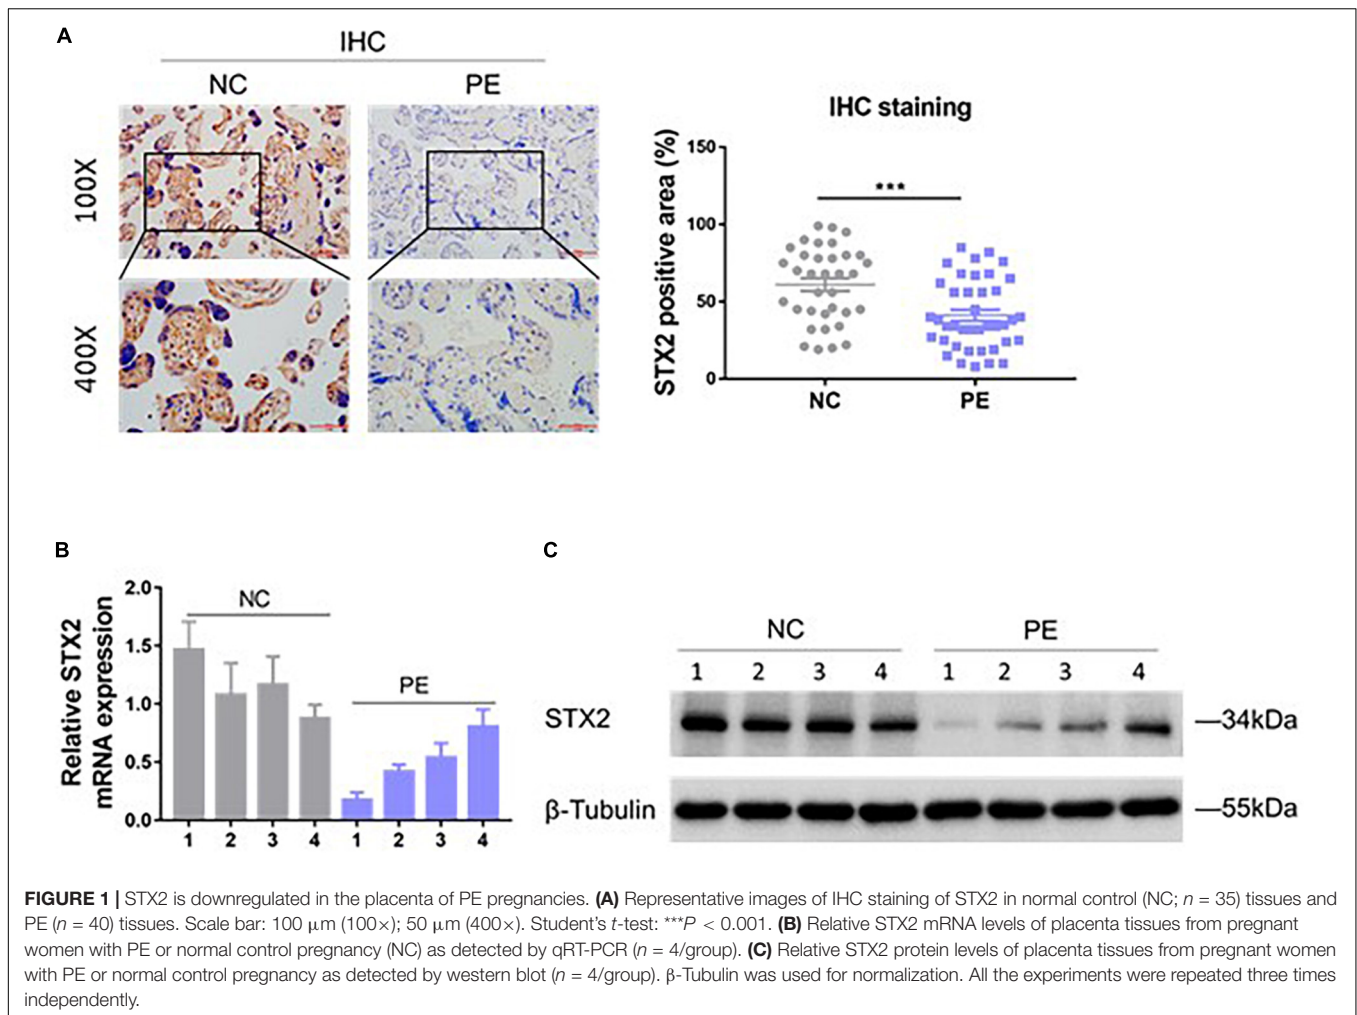 A
IHC
NC PE
100X
400X
IHC staining
STX2 positive area (%)
150
100
50
0
***
NC PE
B
Relative STX2
mRNA expression
2.0
1.5
1.0
0.5
0.0
NC
PE
1 2 3 4 1 2 3 4
C
NC PE
1 2 3 4 1 2 3 4
STX2 —34kDa
β-Tubulin —55kDa
FIGURE 1 | STX2 is downregulated in the placenta of PE pregnancies. (A) Representative images of IHC staining of STX2 in normal control (NC; n = 35) tissues and
PE (n = 40) tissues. Scale bar: 100 μm (100×); 50 μm (400×). Student's t-test: ***P < 0.001. (B) Relative STX2 mRNA levels of placenta tissues from pregnant
women with PE or normal control pregnancy (NC) as detected by qRT-PCR (n = 4/group). (C) Relative STX2 protein levels of placenta tissues from pregnant women
with PE or normal control pregnancy as detected by western blot (n = 4/group). β-Tubulin was used for normalization. All the experiments were repeated three times
independently.